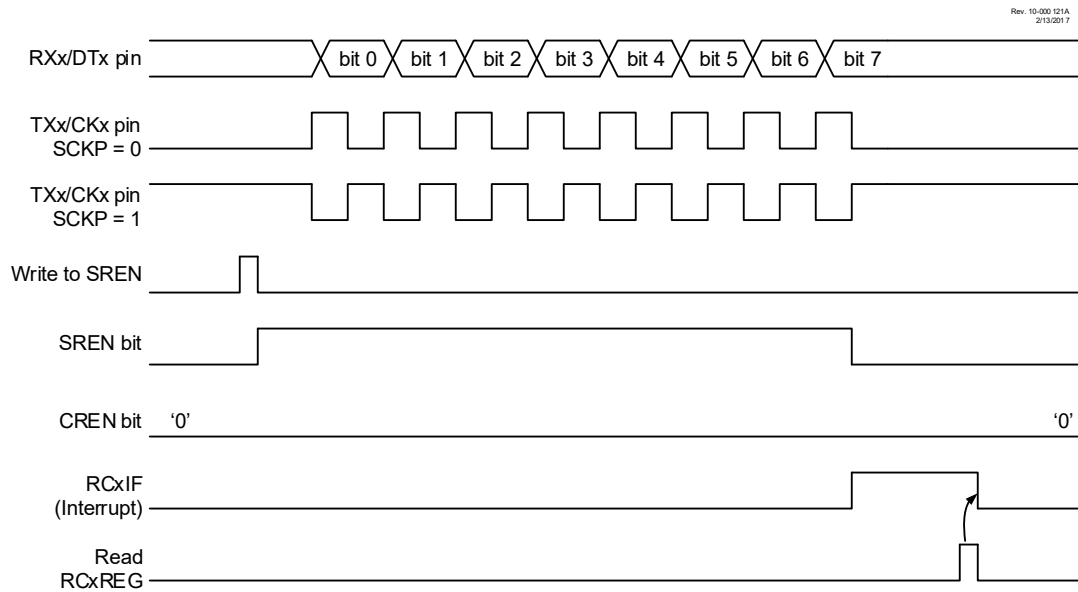 Rev. 10-000 121A
2/13/2017
RXx/DTx pin
bit 0 bit 1 bit 2 bit 3 bit 4 bit 5 bit 6 bit 7
TXx/CKx pin
SCKP = 0
TXx/CKx pin
SCKP = 1
Write to SREN
SREN bit
CREN bit ‘0’ ‘0’
RCxIF
(Interrupt)
Read
RCxREG